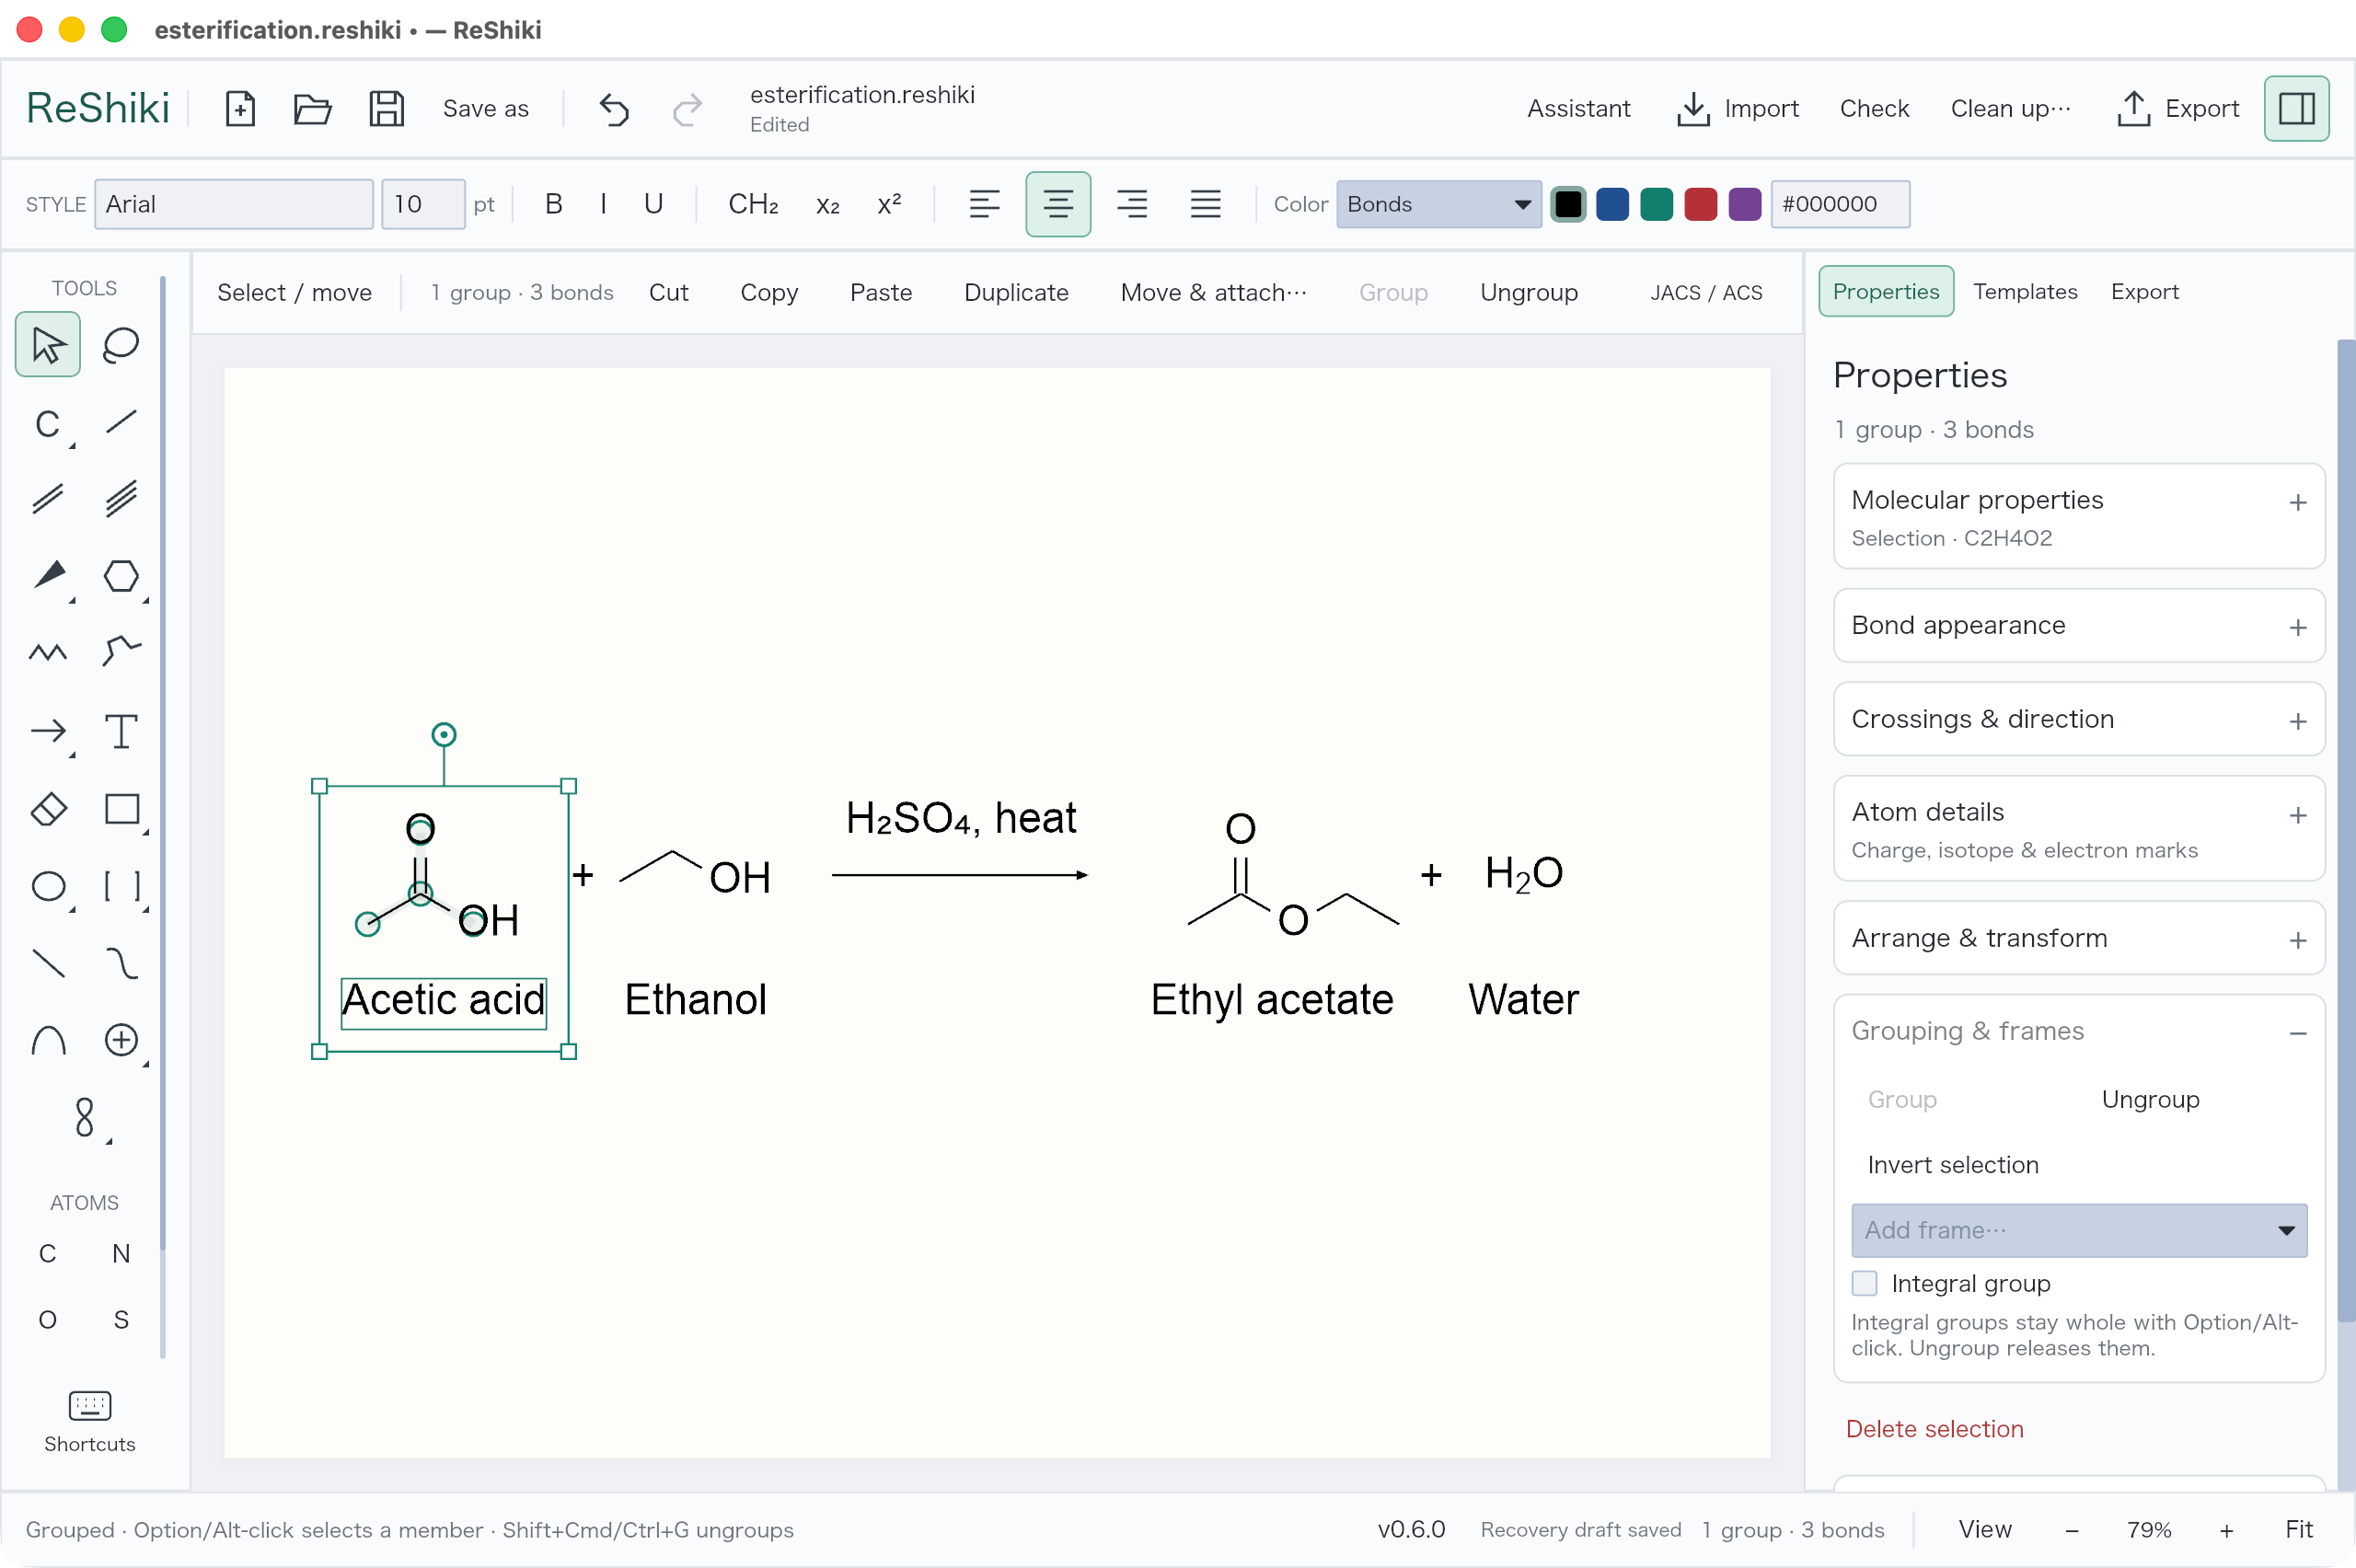 esterification.reshiki • — ReShiki
ReShiki
Save as
esterification.reshiki
Edited
Assistant
Import
Check
Clean up···
Export
STYLE
Arial
10
pt
B
I
U
CH₂
x₂
x²
Color
Bonds
#000000
TOOLS
C
T
ATOMS
C
N
O
S
Shortcuts
Select / move
1 group · 3 bonds
Cut
Copy
Paste
Duplicate
Move & attach···
Group
Ungroup
JACS / ACS
O
OH
Acetic acid
+
OH
Ethanol
H₂SO₄, heat
O
O
Ethyl acetate
+
H₂O
Water
Properties
Templates
Export
Properties
1 group · 3 bonds
Molecular properties
Selection · C2H4O2
Bond appearance
Crossings & direction
Atom details
Charge, isotope & electron marks
Arrange & transform
Grouping & frames
Group
Ungroup
Invert selection
Add frame···
Integral group
Integral groups stay whole with Option/Alt-
click. Ungroup releases them.
Delete selection
Grouped · Option/Alt-click selects a member · Shift+Cmd/Ctrl+G ungroups
v0.6.0
Recovery draft saved
1 group · 3 bonds
View
−
79%
+
Fit